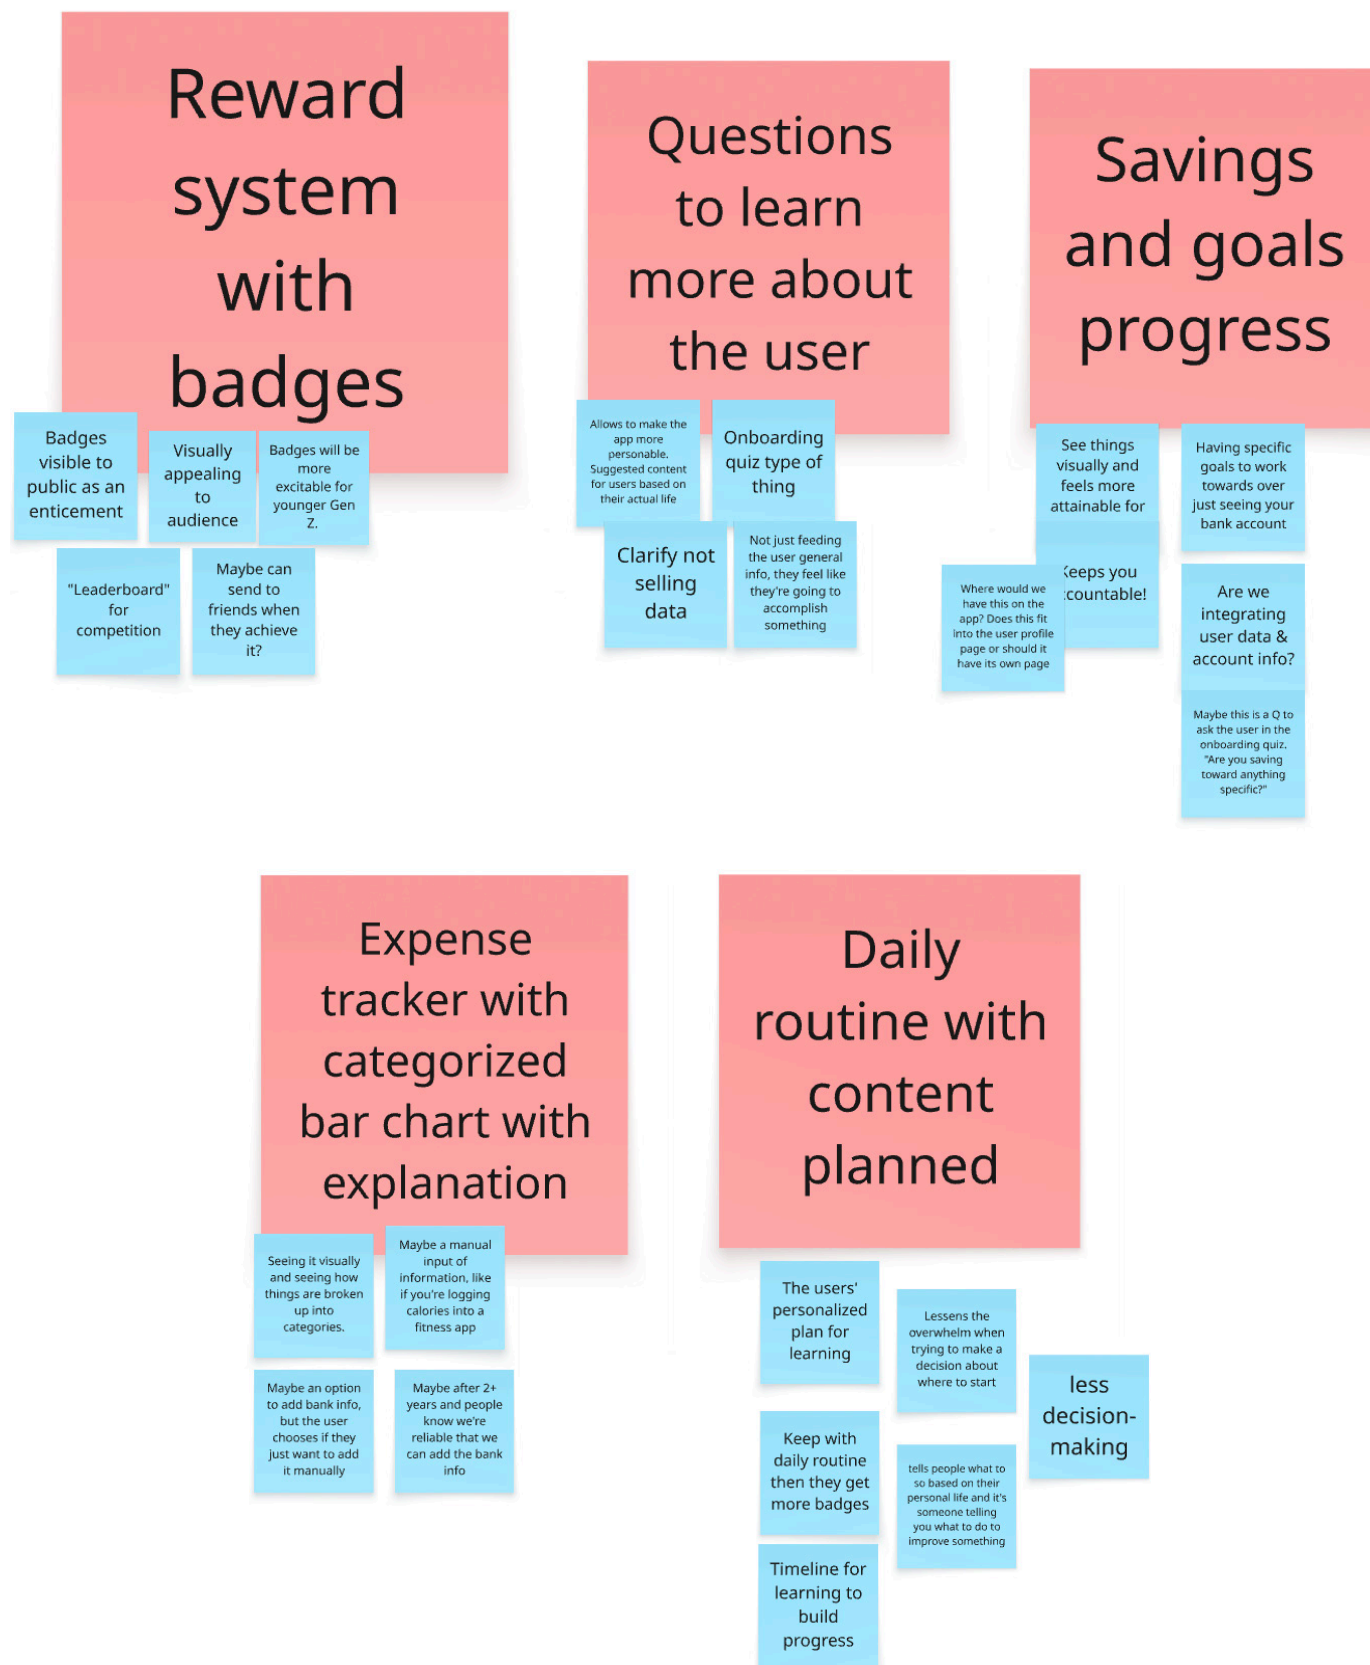 Reward
system
with
badges
Badges
visible to
public as an
enticement
Visually
appealing
to
audience
Badges will be
more
excitable for
younger Gen
Z.
"Leaderboard"
for
competition
Maybe can
send to
friends when
they achieve
it?
Questions
to learn
more about
the user
Allows to make the
app more
personable.
Suggested content
for users based on
their actual life
Onboarding
quiz type of
thing
Clarify not
selling
data
Not just feeding
the user general
info, they feel like
they're going to
accomplish
something
Savings
and goals
progress
See things
visually and
feels more
attainable for
Having specific
goals to work
towards over
just seeing your
bank account
Keeps you
ccountable!
Where would we
have this on the
app? Does this fit
into the user profile
page or should it
have its own page
Are we
integrating
user data &
account info?
Maybe this is a Q to
ask the user in the
onboarding quiz.
"Are you saving
toward anything
specific?"
Expense
tracker with
categorized
bar chart with
explanation
Seeing it visually
and seeing how
things are broken
up into
categories.
Maybe a manual
input of
information, like
if you're logging
calories into a
fitness app
Maybe an option
to add bank info,
but the user
chooses if they
just want to add
it manually
Maybe after 2+
years and people
know we're
reliable that we
can add the bank
info
Daily
routine with
content
planned
The users'
personalized
plan for
learning
Lessens the
overwhelm when
trying to make a
decision about
where to start
less
decision-
making
Keep with
daily routine
then they get
more badges
tells people what to
so based on their
personal life and it's
someone telling
you what to do to
improve something
Timeline for
learning to
build
progress